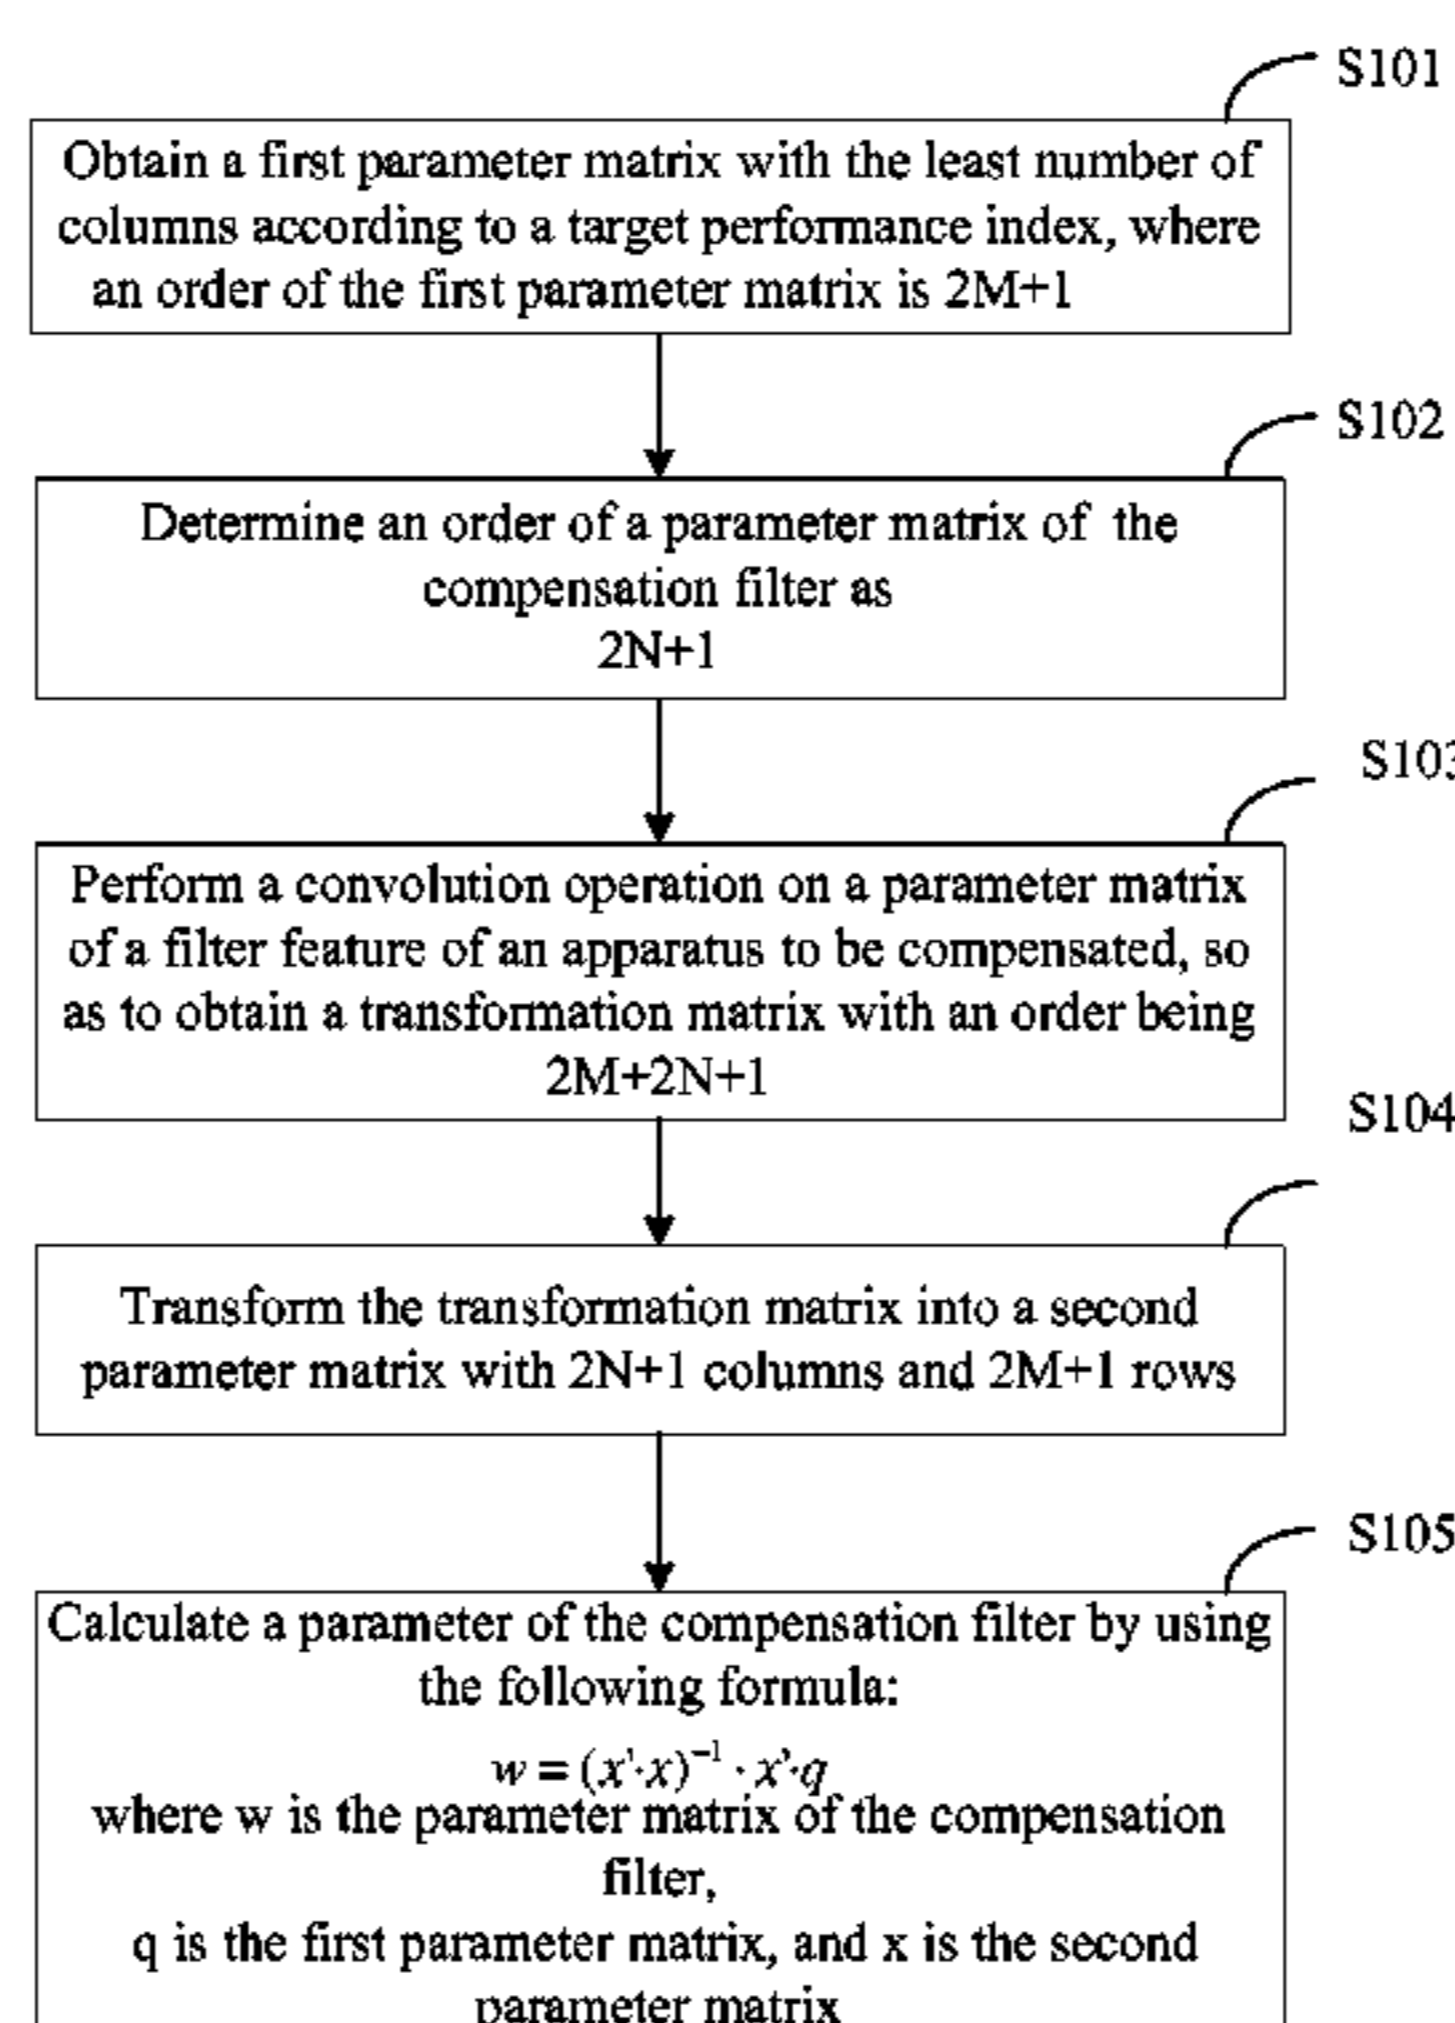 S101
Obtain a first parameter matrix with the least number of
columns according to a target performance index, where
an order of the first parameter matrix is 2M+1
S102
Determine an order of a parameter matrix of the
compensation filter as
2N+1
S103
Perform a convolution operation on a parameter matrix
of a filter feature of an apparatus to be compensated, so
as to obtain a transformation matrix with an order being
2M+2N+1
S104
Transform the transformation matrix into a second
parameter matrix with 2N+1 columns and 2M+1 rows
S105
Calculate a parameter of the compensation filter by using
the following formula:
w = (x'·x)⁻¹ · x'·q
where w is the parameter matrix of the compensation
filter,
q is the first parameter matrix, and x is the second
parameter matrix